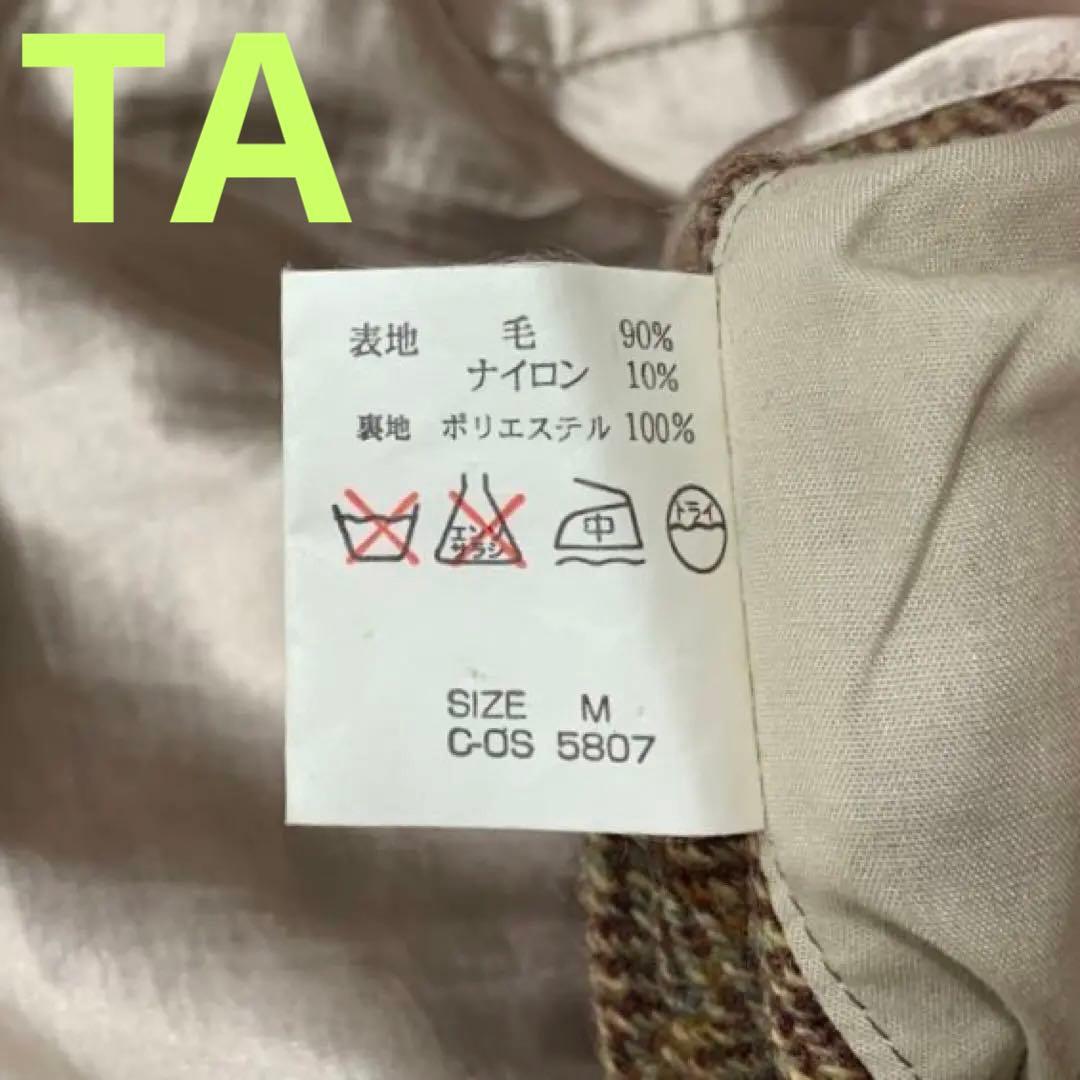 TA
表地 毛 90%
ナイロン 10%
裏地 ポリエステル 100%
エンソ サラシ 中 ドライ
SIZE M
C-OS 5807